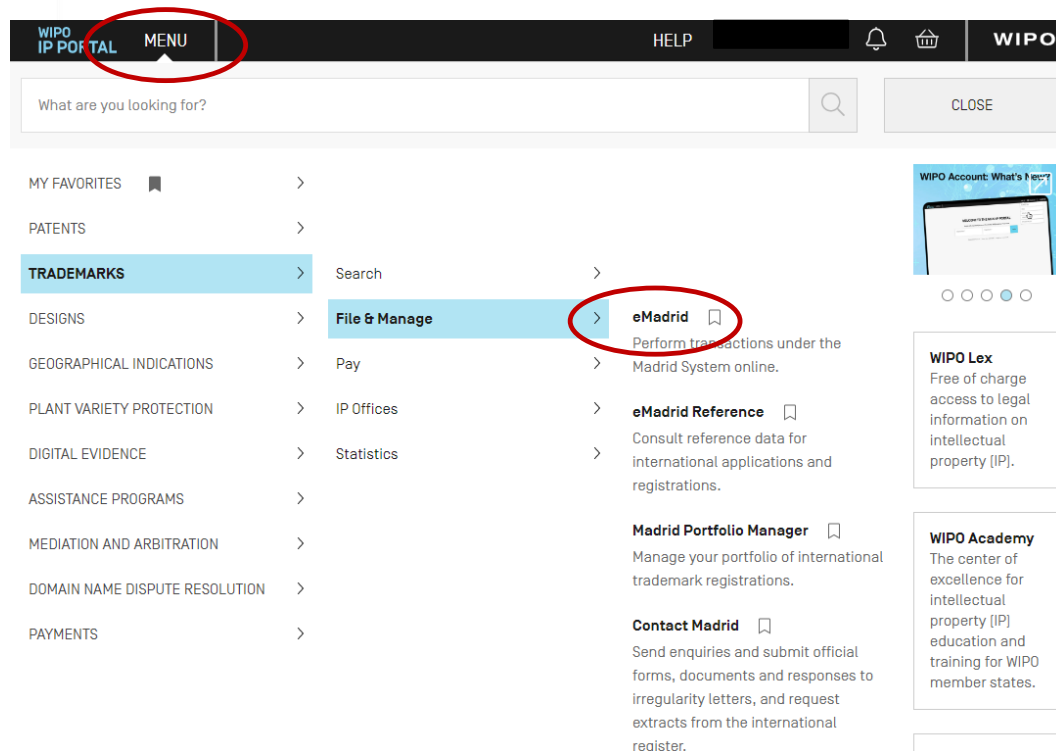 WIPO
IP PORTAL
MENU
HELP
WIPO
What are you looking for?
CLOSE
MY FAVORITES
PATENTS
TRADEMARKS
DESIGNS
GEOGRAPHICAL INDICATIONS
PLANT VARIETY PROTECTION
DIGITAL EVIDENCE
ASSISTANCE PROGRAMS
MEDIATION AND ARBITRATION
DOMAIN NAME DISPUTE RESOLUTION
PAYMENTS
Search
File & Manage
Pay
IP Offices
Statistics
eMadrid
Perform transactions under the
Madrid System online.
eMadrid Reference
Consult reference data for
international applications and
registrations.
Madrid Portfolio Manager
Manage your portfolio of international
trademark registrations.
Contact Madrid
Send enquiries and submit official
forms, documents and responses to
irregularity letters, and request
extracts from the international
register.
WIPO Account: What's New?
WIPO Lex
Free of charge
access to legal
information on
intellectual
property (IP).
WIPO Academy
The center of
excellence for
intellectual
property (IP)
education and
training for WIPO
member states.